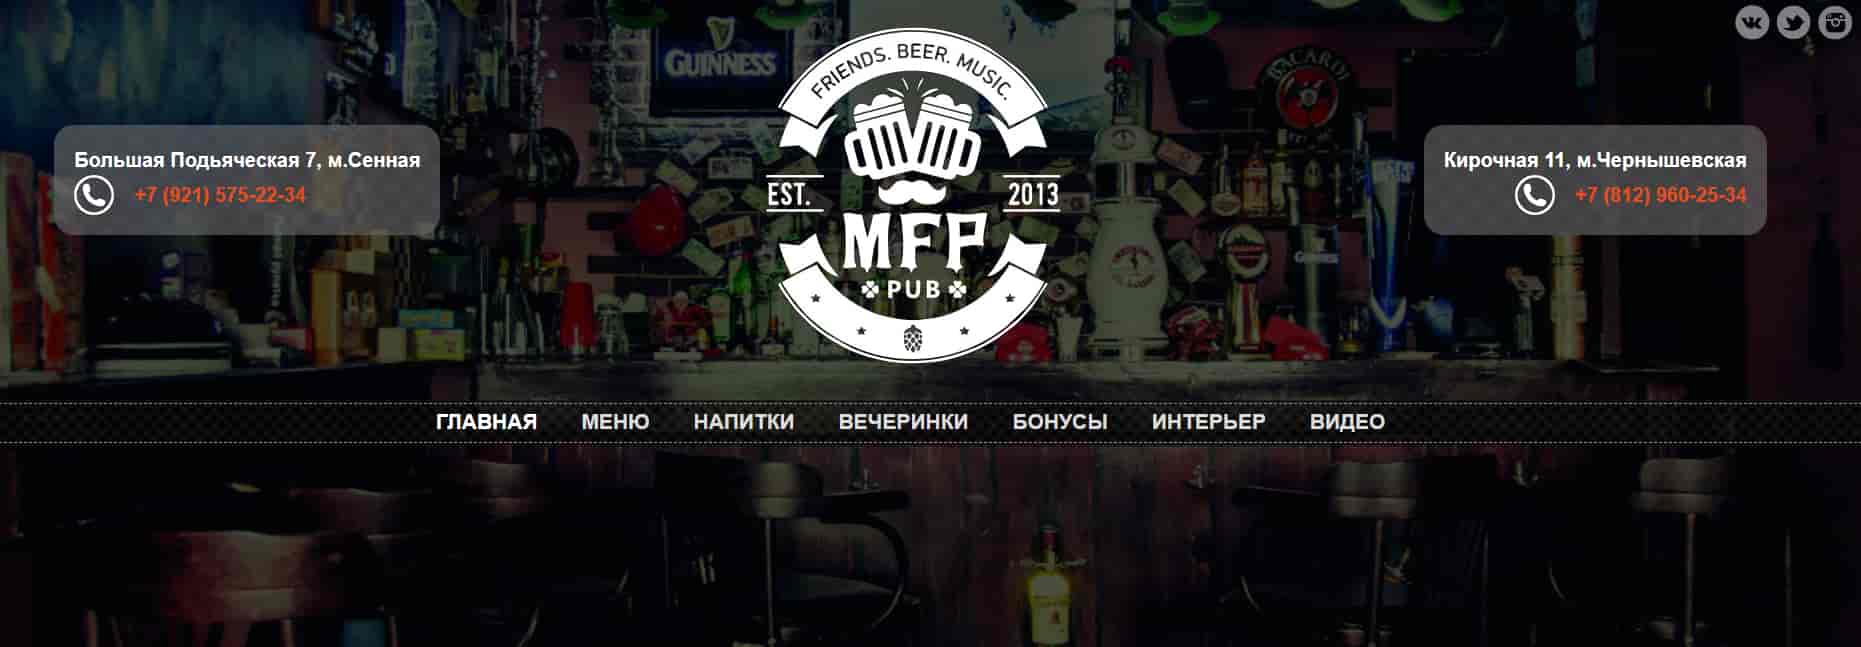 GUINNESS
BACARDI
FRIENDS. BEER. MUSIC.
Большая Подьяческая 7, м.Сенная
+7 (921) 575-22-34
EST. 2013
MFP
PUB
Кирочная 11, м.Чернышевская
+7 (812) 960-25-34
GUINNESS
ГЛАВНАЯ МЕНЮ НАПИТКИ ВЕЧЕРИНКИ БОНУСЫ ИНТЕРЬЕР ВИДЕО